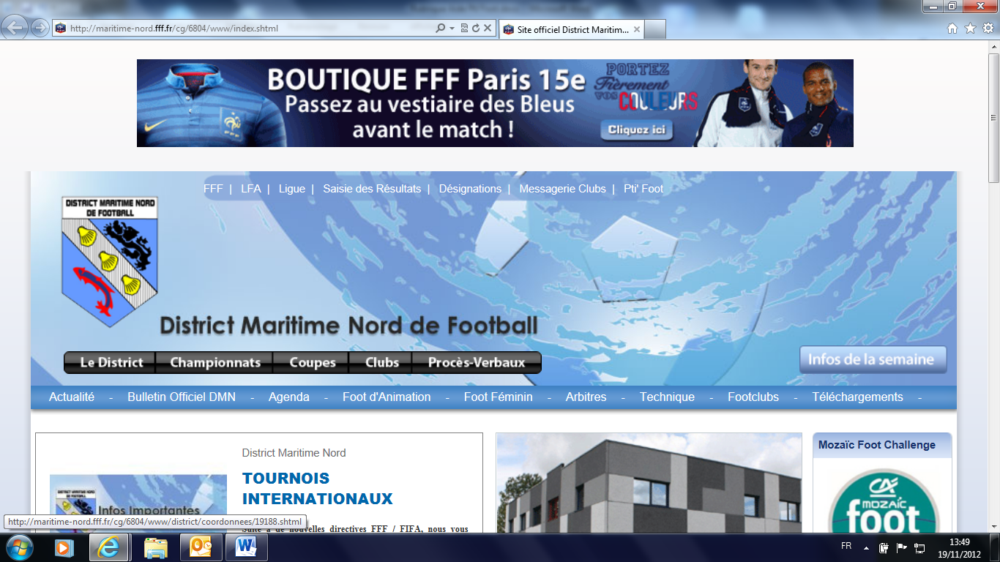 http://maritime-nord.fff.fr/cg/6804/www/index.shtml
Site officiel District Maritim...
BOUTIQUE FFF Paris 15e
Passez au vestiaire des Bleus
avant le match !
PORTEZ
Fièrement
VOS COULEURS
Cliquez ici
FFF | LFA | Ligue | Saisie des Résultats | Désignations | Messagerie Clubs | Pti' Foot
DISTRICT MARITIME NORD
DE FOOTBALL
District Maritime Nord de Football
Le District Championnats Coupes Clubs Procès-Verbaux
Infos de la semaine
Actualité - Bulletin Officiel DMN - Agenda - Foot d'Animation - Foot Féminin - Arbitres - Technique - Footclubs - Téléchargements -
District Maritime Nord
TOURNOIS
INTERNATIONAUX
Infos Importantes
Suite à de nouvelles directives FFF / FIFA, nous vous
Mozaïc Foot Challenge
CA
MOZAÏC
foot
http://maritime-nord.fff.fr/cg/6804/www/district/coordonnees/19188.shtml
FR
13:49
19/11/2012